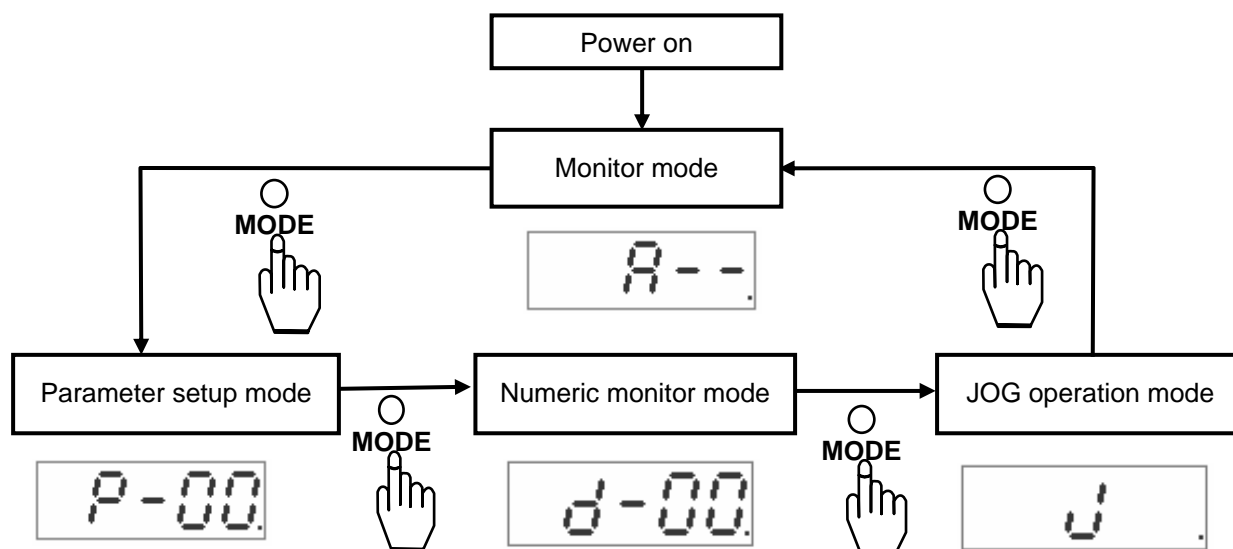 Power on
Monitor mode
MODE
MODE
A--.
Parameter setup mode
Numeric monitor mode
JOG operation mode
MODE
MODE
P-00.
d-00.
J.